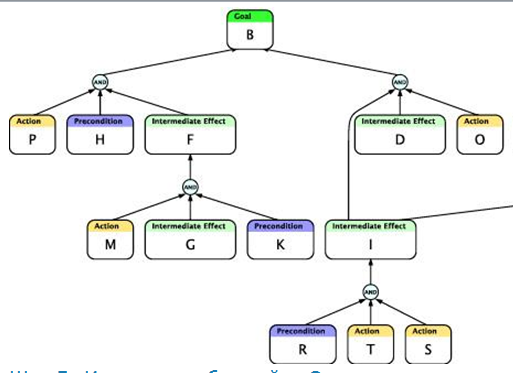 Goal
B
AND
AND
Action
P
Precondition
H
Intermediate Effect
F
Intermediate Effect
D
Action
O
AND
Action
M
Intermediate Effect
G
Precondition
K
Intermediate Effect
I
AND
Precondition
R
Action
T
Action
S